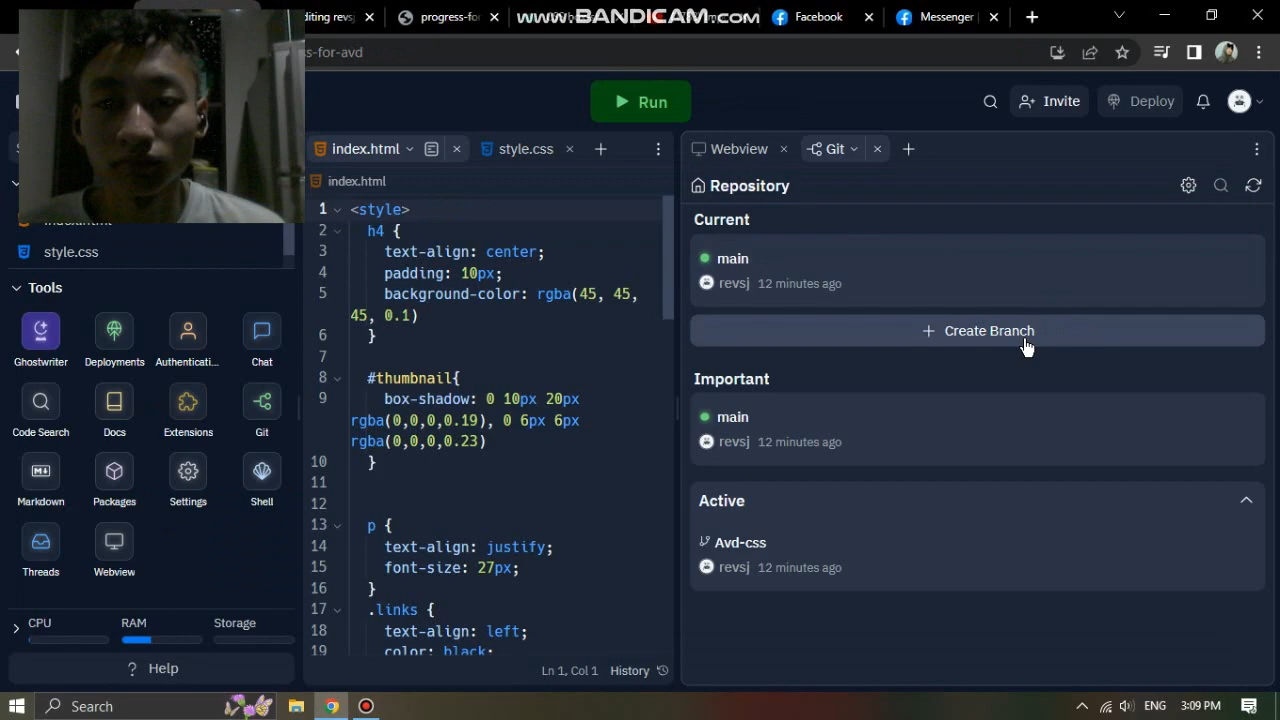 diting revs
progress-for
www.BANDICAM.com
Facebook
Messenger
s-for-avd
Run
Invite
Deploy
index.html
style.css
Webview
Git
index.html
Repository
style.css
Tools
Ghostwriter
Deployments
Authenticati...
Chat
Code Search
Docs
Extensions
Git
Markdown
Packages
Settings
Shell
Threads
Webview
CPU
RAM
Storage
Help
1 <style>
2 h4 {
3 text-align: center;
4 padding: 10px;
5 background-color: rgba(45, 45,
45, 0.1)
6 }
7
8 #thumbnail{
9 box-shadow: 0 10px 20px
rgba(0,0,0,0.19), 0 6px 6px
rgba(0,0,0,0.23)
10 }
11
12
13 p {
14 text-align: justify;
15 font-size: 27px;
16 }
17 .links {
18 text-align: left;
19 color: black;
Ln 1, Col 1
History
Current
main
revsj 12 minutes ago
+ Create Branch
Important
main
revsj 12 minutes ago
Active
Avd-css
revsj 12 minutes ago
Search
ENG
3:09 PM